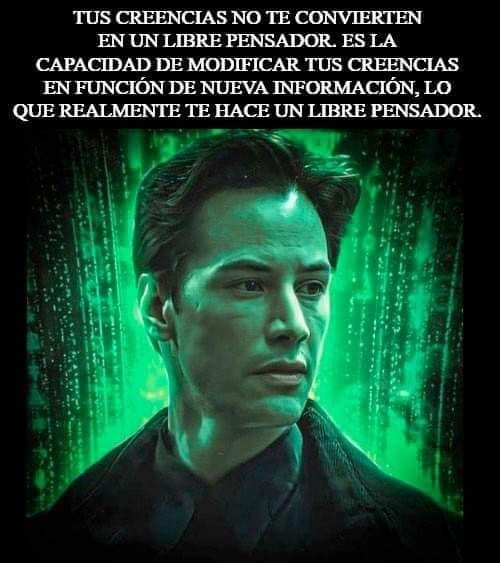 TUS CREENCIAS NO TE CONVIERTEN
EN UN LIBRE PENSADOR. ES LA
CAPACIDAD DE MODIFICAR TUS CREENCIAS
EN FUNCIÓN DE NUEVA INFORMACIÓN, LO
QUE REALMENTE TE HACE UN LIBRE PENSADOR.